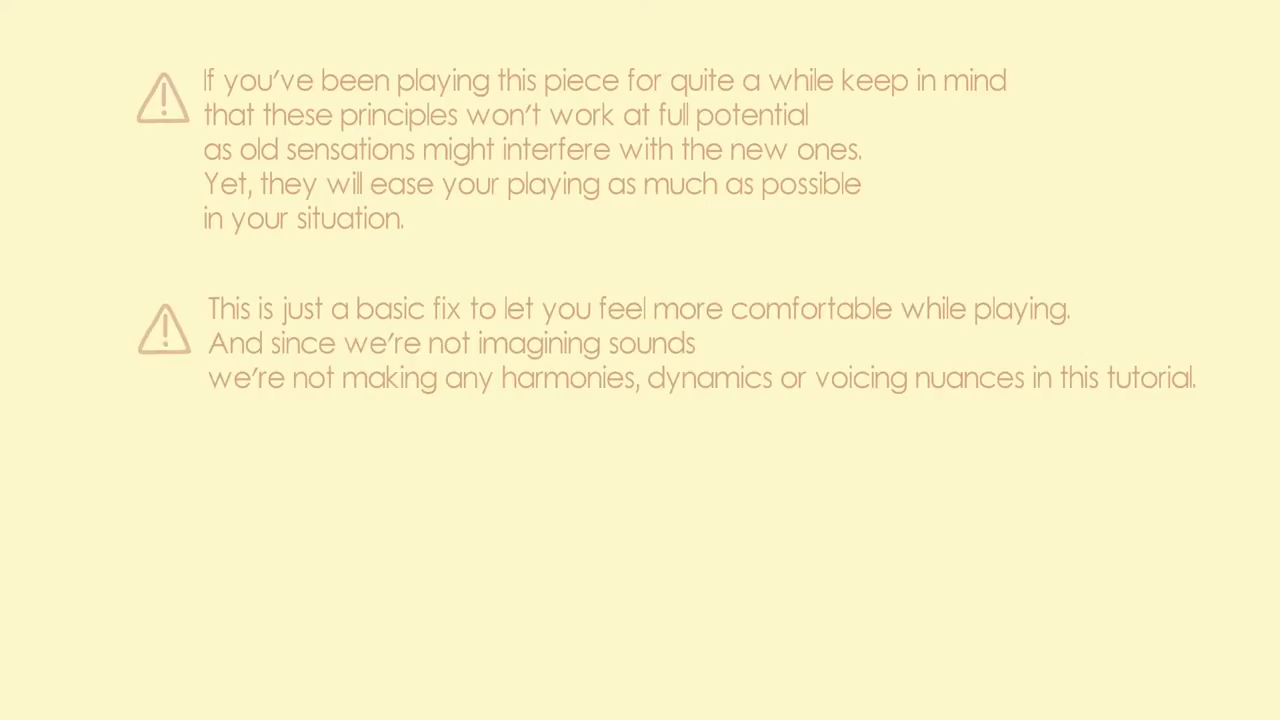 If you've been playing this piece for quite a while keep in mind
that these principles won't work at full potential
as old sensations might interfere with the new ones.
Yet, they will ease your playing as much as possible
in your situation.
This is just a basic fix to let you feel more comfortable while playing.
And since we're not imagining sounds
we're not making any harmonies, dynamics or voicing nuances in this tutorial.